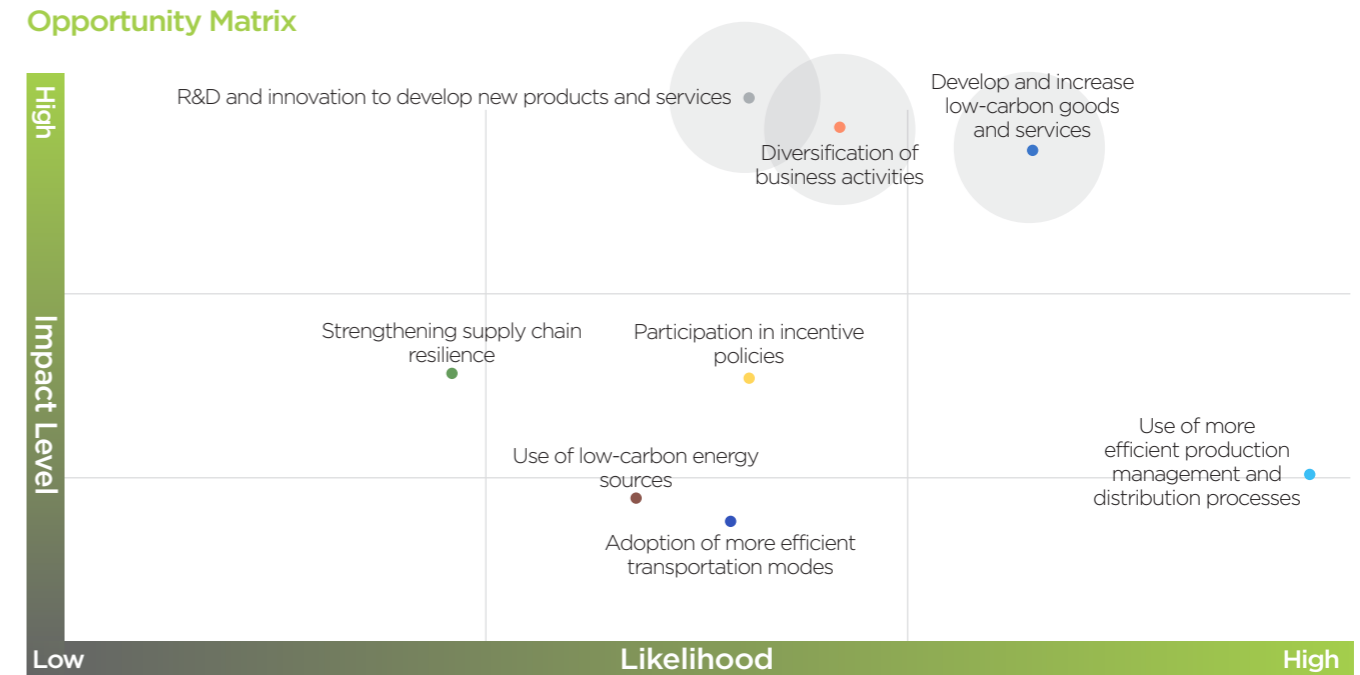 Opportunity Matrix
High
Impact Level
R&D and innovation to develop new products and services
Diversification of
business activities
Develop and increase
low-carbon goods
and services
Strengthening supply chain
resilience
Participation in incentive
policies
Use of low-carbon energy
sources
Adoption of more efficient
transportation modes
Use of more
efficient production
management and
distribution processes
Low
Likelihood
High